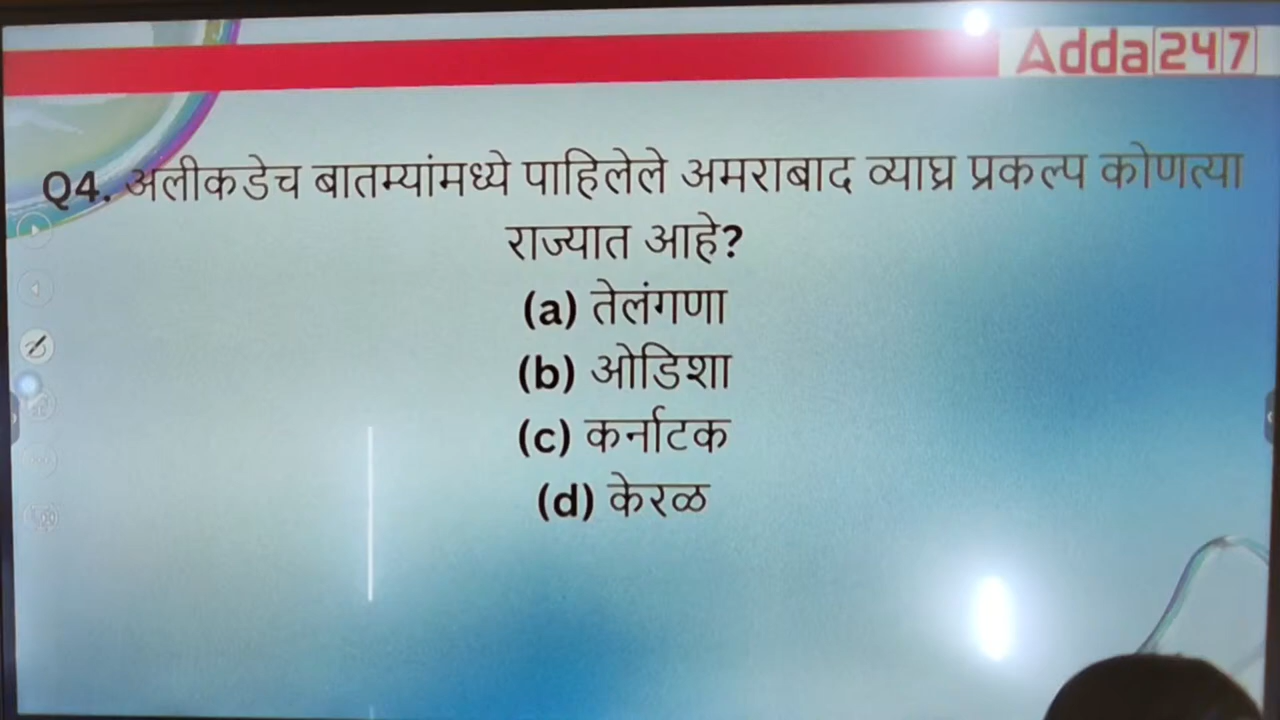 Adda247
Q4. अलीकडेच बातम्यांमध्ये पाहिलेले अमराबाद व्याघ्र प्रकल्प कोणत्या
राज्यात आहे?
(a) तेलंगणा
(b) ओडिशा
(c) कर्नाटक
(d) केरळ